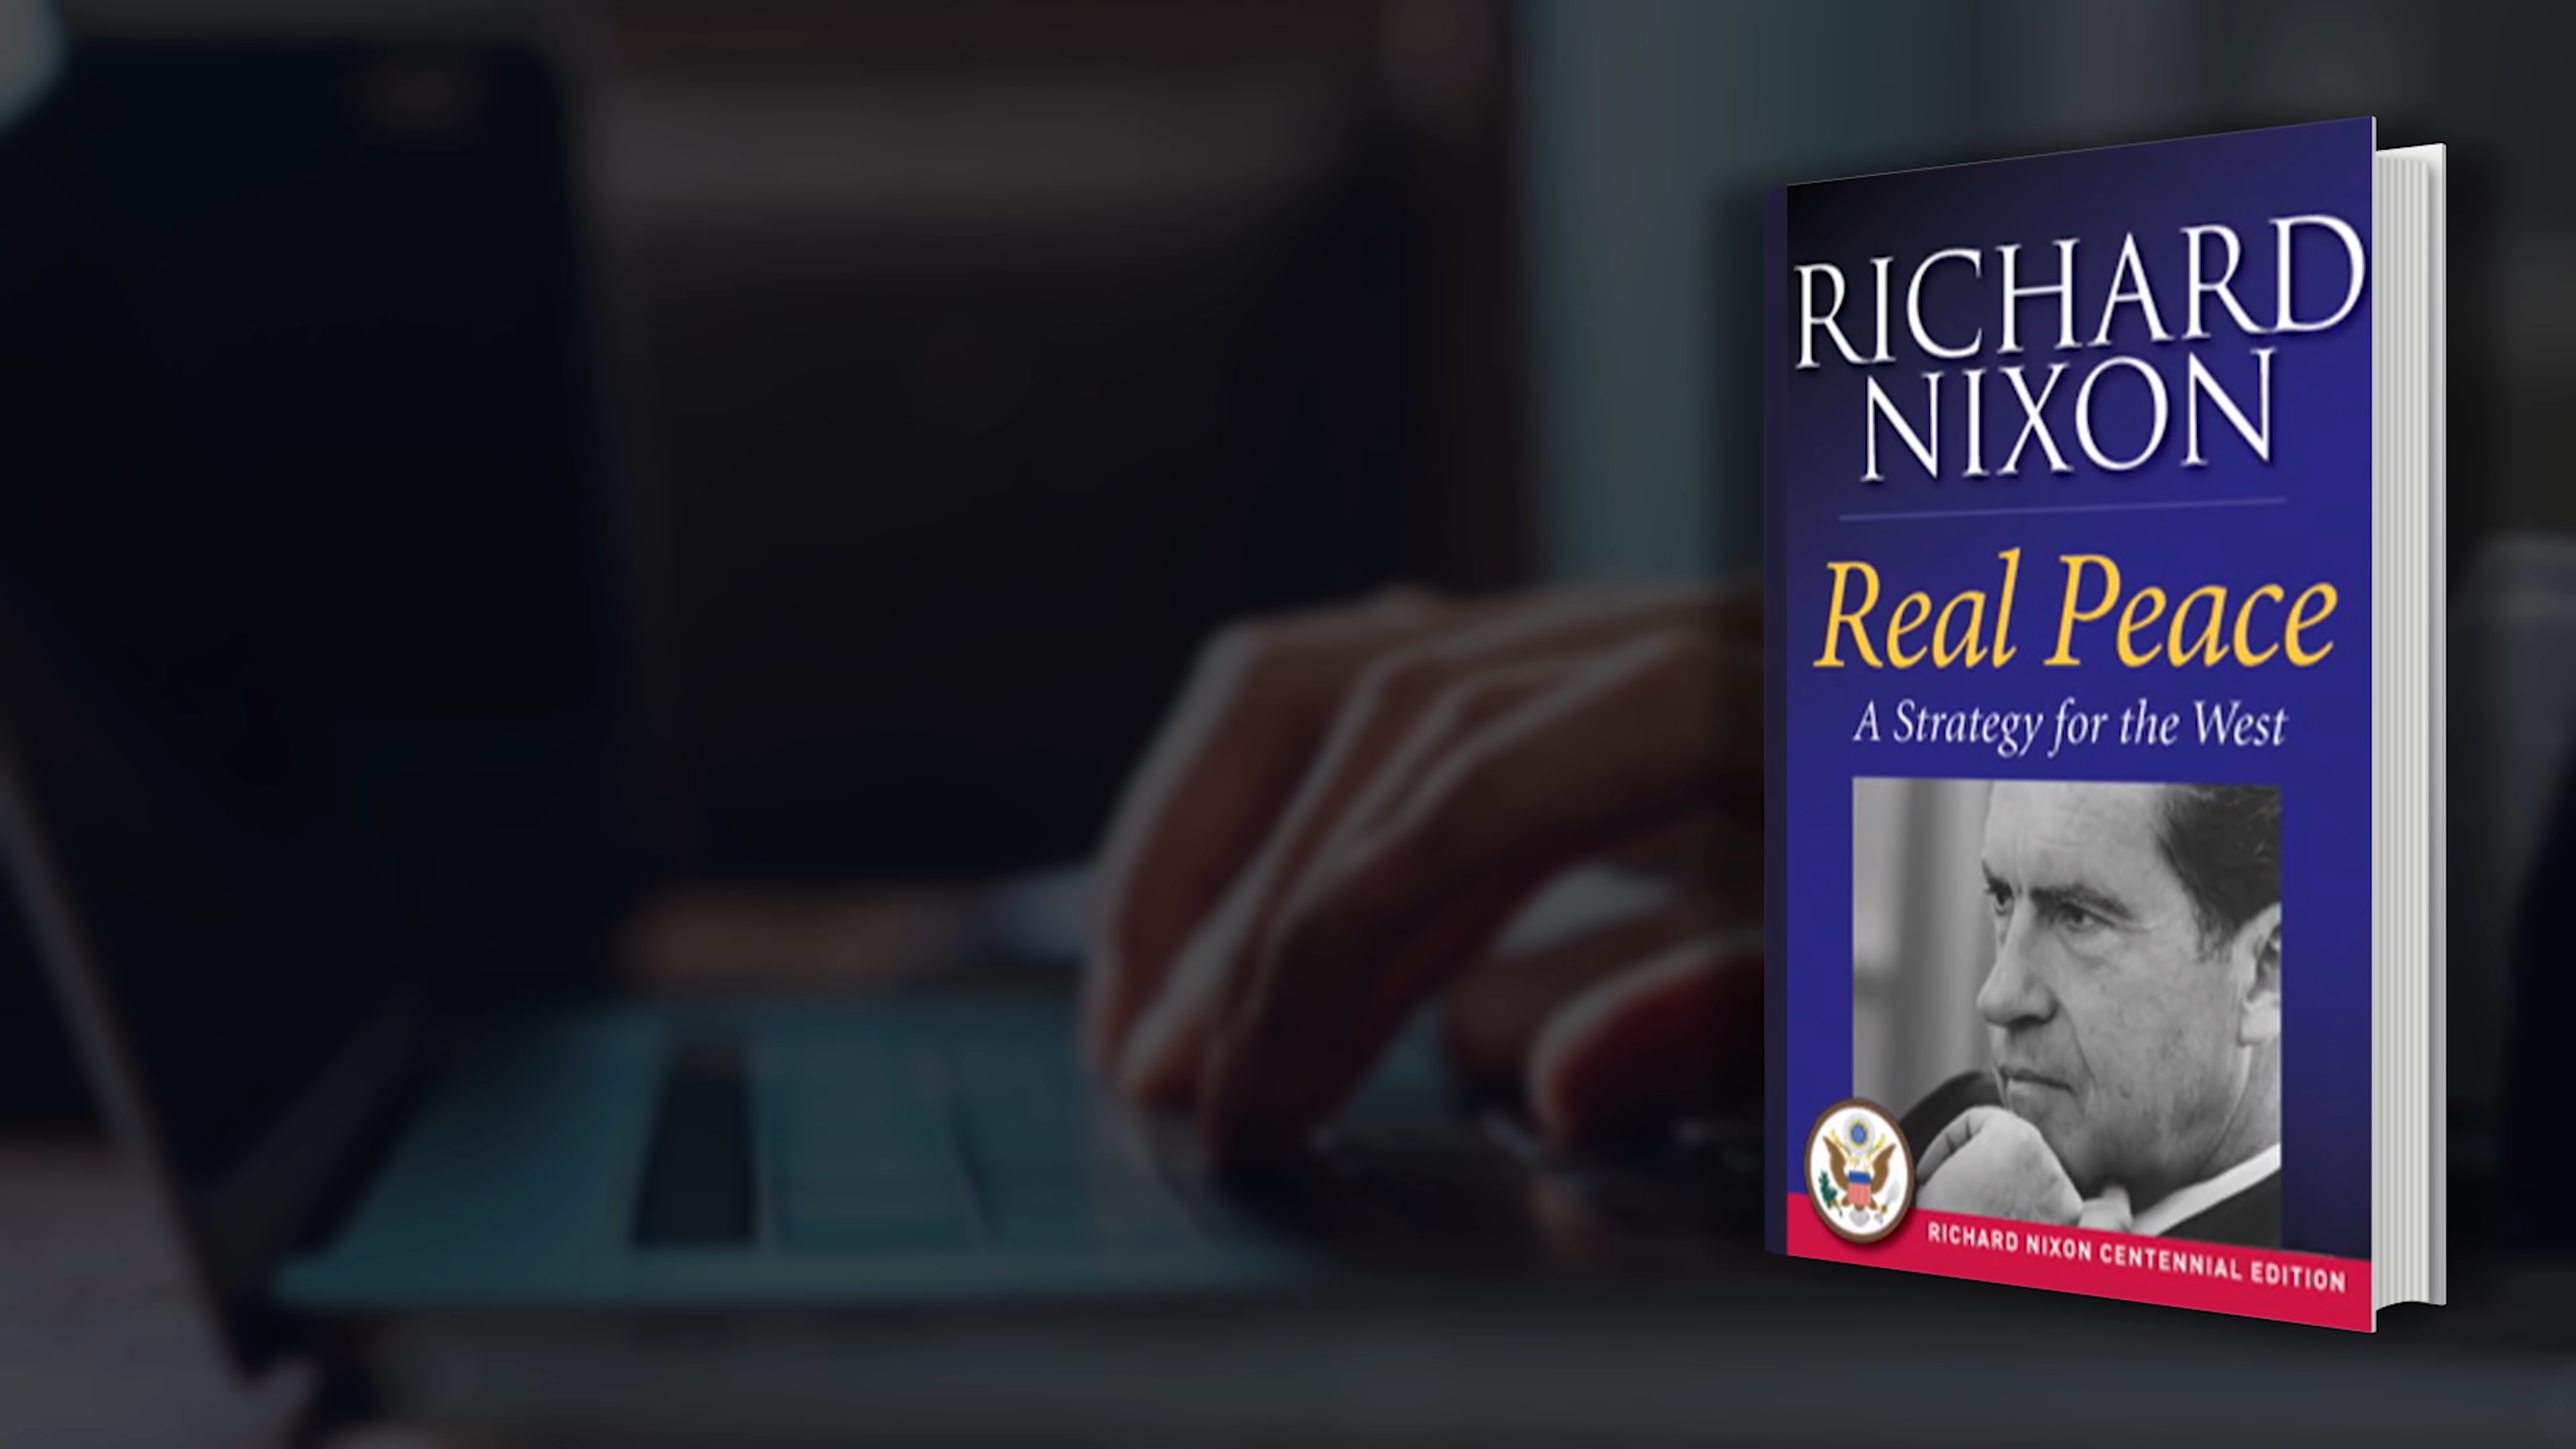 RICHARD
NIXON
Real Peace
A Strategy for the West
RICHARD NIXON CENTENNIAL EDITION